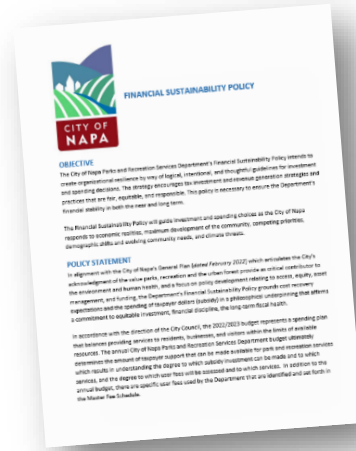 CITY OF
NAPA
FINANCIAL SUSTAINABILITY POLICY
OBJECTIVE
The City of Napa Parks and Recreation Services Department's Financial Sustainability Policy intends to
create organizational resilience by way of logical, intentional, and thoughtful guidelines for investment
and spending decisions. The strategy encourages tax investment and revenue generation strategies and
practices that are fair, equitable, and responsible. This policy is necessary to ensure the Department's
financial stability in both the near and long term.
The Financial Sustainability Policy will guide investment and spending choices as the City of Napa
responds to economic realities, maximum development of the community, competing priorities,
demographic shifts and evolving community needs, and climate threats.
POLICY STATEMENT
In alignment with the City of Napa's General Plan (dated February 2022) which articulates the City's
acknowledgment of the value parks, recreation and the urban forest provide as critical contributor to
the environment and human health, and a focus on policy development relating to access, equity, asset
management, and funding, the Department's Financial Sustainability Policy grounds cost recovery
expectations and the spending of taxpayer dollars (subsidy) in a philosophical underpinning that affirms
a commitment to equitable investment, financial discipline, the long-term fiscal health.
In accordance with the direction of the City Council, the 2022/2023 budget represents a spending plan
that balances providing services to residents, businesses, and visitors within the limits of available
resources. The annual City of Napa Parks and Recreation Services Department budget ultimately
determines the amount of taxpayer support that can be made available for park and recreation services
which results in understanding the degree to which subsidy investment can be made and to which
services, and the degree to which user fees will be assessed and to which services. In addition to the
annual budget, there are specific user fees used by the Department that are identified and set forth in
the Master Fee Schedule.